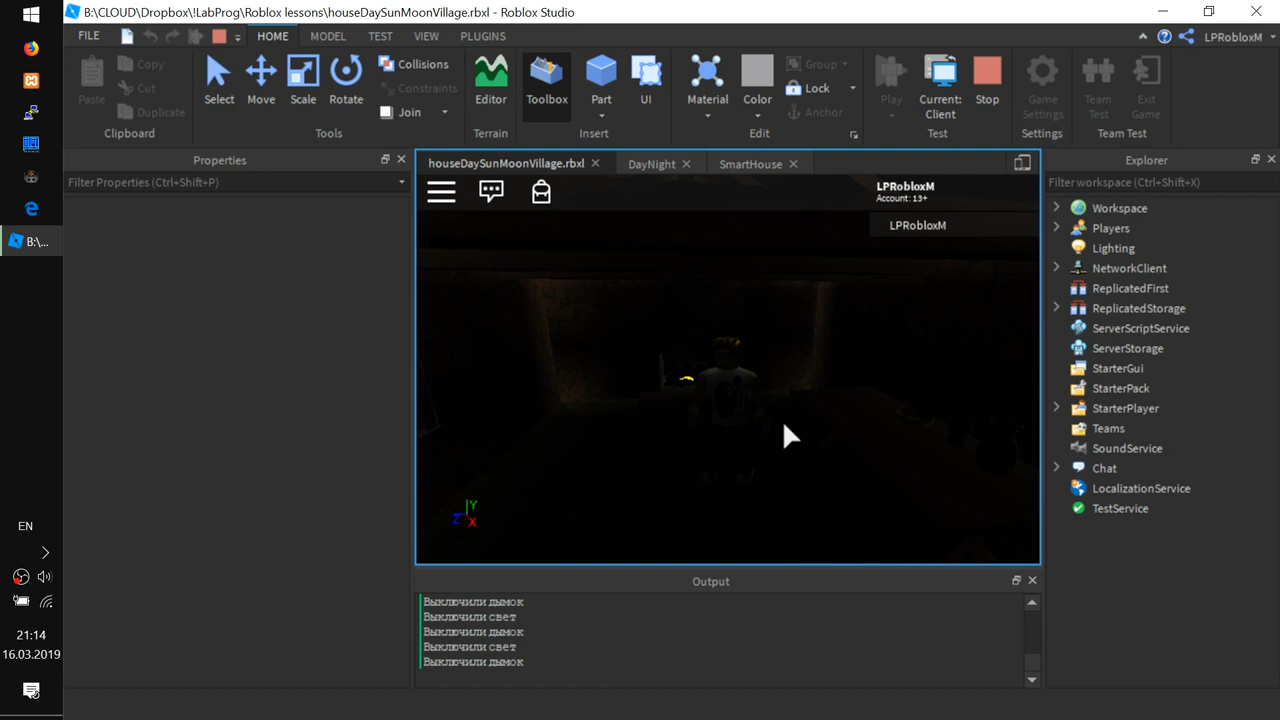 B:\CLOUD\Dropbox\!LabProg\Roblox lessons\houseDaySunMoonVillage.rbxl - Roblox Studio
FILE HOME MODEL TEST VIEW PLUGINS LPRobloxM
Copy Collisions Group
Cut Constraints Lock
Paste Duplicate Select Move Scale Rotate Join Editor Toolbox Part UI Material Color Anchor Play Current: Client Stop Game Settings Team Test Exit Game
Clipboard Tools Terrain Insert Edit Test Settings Team Test
Properties
Filter Properties (Ctrl+Shift+P)
houseDaySunMoonVillage.rbxl DayNight SmartHouse
LPRobloxM
Account: 13+
LPRobloxM
Y
Z
X
Output
Выключили дымок
Выключили свет
Выключили дымок
Выключили свет
Выключили дымок
Explorer
Filter workspace (Ctrl+Shift+X)
Workspace
Players
Lighting
NetworkClient
ReplicatedFirst
ReplicatedStorage
ServerScriptService
ServerStorage
StarterGui
StarterPack
StarterPlayer
Teams
SoundService
Chat
LocalizationService
TestService
B:\...
EN
21:14
16.03.2019